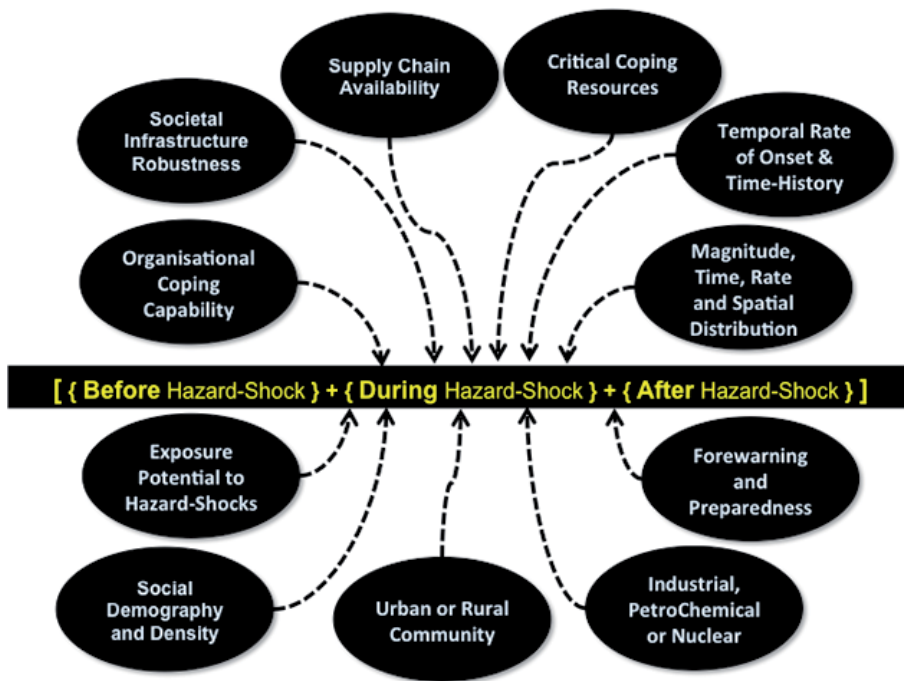 Supply Chain
Availability
Critical Coping
Resources
Societal
Infrastructure
Robustness
Temporal Rate
of Onset &
Time-History
Organisational
Coping
Capability
Magnitude,
Time, Rate
and Spatial
Distribution
[ { Before Hazard-Shock } + { During Hazard-Shock } + { After Hazard-Shock } ]
Exposure
Potential to
Hazard-Shocks
Forewarning
and
Preparedness
Social
Demography
and Density
Urban or Rural
Community
Industrial,
PetroChemical
or Nuclear